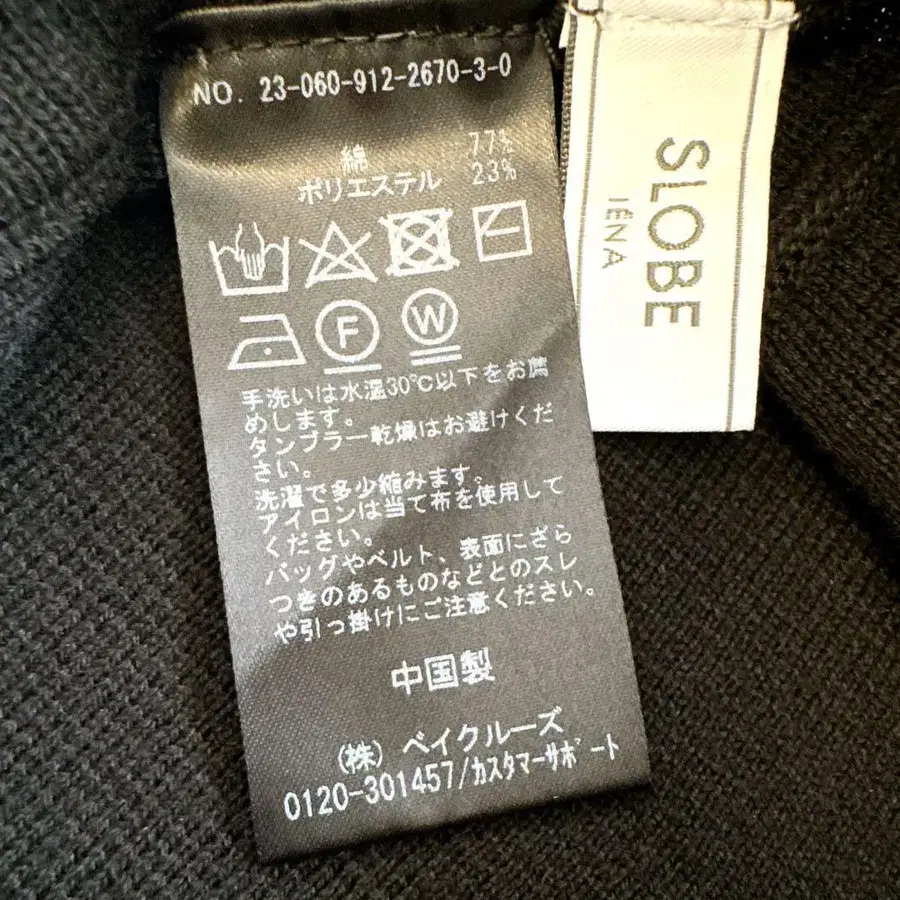 NO. 23-060-912-2670-3-0
綿 77%
ポリエステル 23%
F W
手洗いは水温30℃以下をお薦
めします。
タンブラー乾燥はお避けくだ
さい。
洗濯で多少縮みます。
アイロンは当て布を使用して
ください。
バッグやベルト、表面にざら
つきのあるものなどとのスレ
や引っ掛けにご注意ください。
中国製
(株) ベイクルーズ
0120-301457/カスタマーサポート
SLOBE
IÉNA